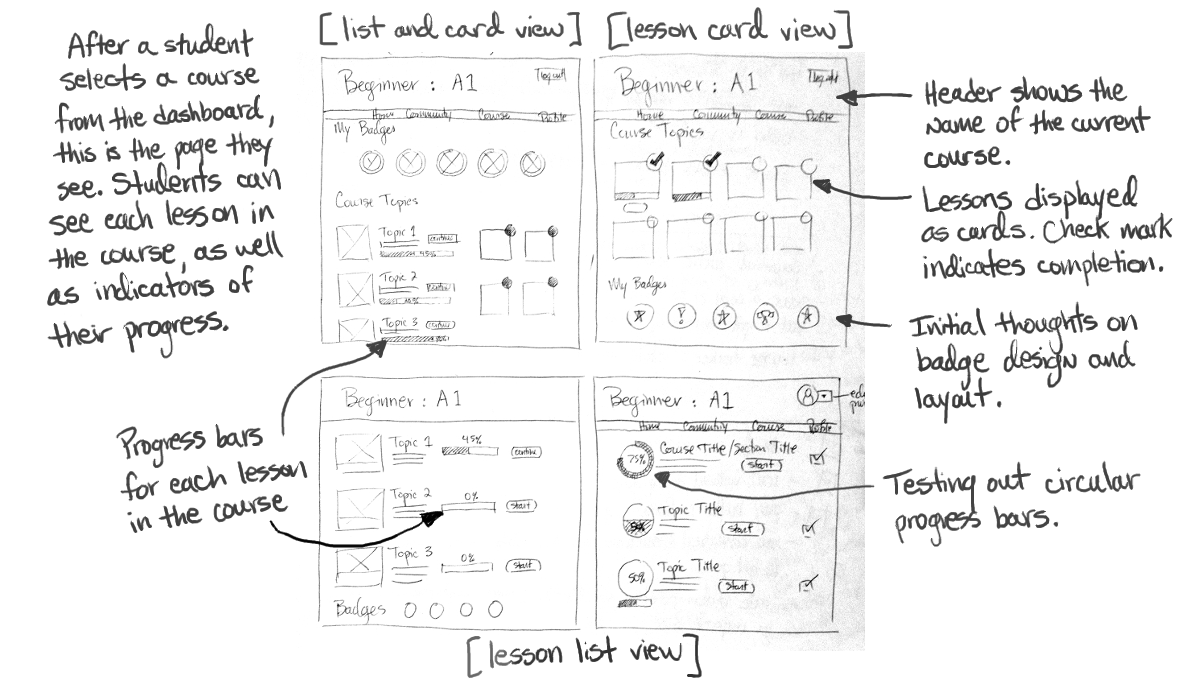 After a student
selects a course
from the dashboard,
this is the page they
see. Students can
see each lesson in
the course, as well
as indicators of
their progress.
[list and card view]
Beginner : A1
logout
Home Community Course Profile
My Badges
Course Topics
Topic 1
continue
45%
Topic 2
continue
Topic 3
continue
[lesson card view]
Beginner : A1
logout
Home Community Course Profile
Course Topics
My Badges
Header shows the
name of the current
course.
Lessons displayed
as cards. Check mark
indicates completion.
Initial thoughts on
badge design and
layout.
Progress bars
for each lesson
in the course
Beginner : A1
Topic 1
45%
continue
Topic 2
0%
start
Topic 3
0%
start
Badges
Beginner : A1
Home Community Course Profile
75%
Course Title/Section Title
start
Topic Title
start
50%
Topic Title
start
Testing out circular
progress bars.
[lesson list view]